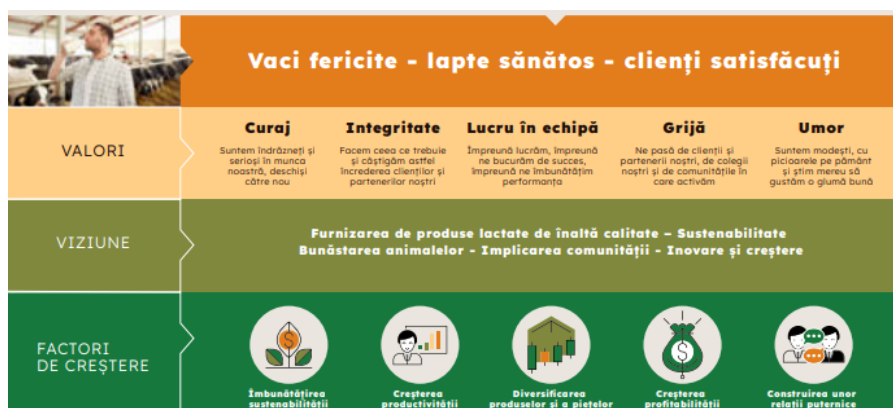 Vaci fericite - lapte sănătos - clienți satisfăcuți
VALORI
Curaj
Suntem îndrăzneți și
serioși în munca
noastră, deschiși
către nou
Integritate
Facem ceea ce trebuie
și câștigăm astfel
încrederea clienților și
partenerilor noștri
Lucru în echipă
Împreună lucrăm, împreună
ne bucurăm de succes,
împreună ne îmbunătățim
performanța
Grijă
Ne pasă de clienții și
partenerii noștri, de colegii
noștri și de comunitățile în
care activăm
Umor
Suntem modești, cu
picioarele pe pământ
și știm mereu să
gustăm o glumă bună
VIZIUNE
Furnizarea de produse lactate de înaltă calitate – Sustenabilitate
Bunăstarea animalelor - Implicarea comunității - Inovare și creștere
FACTORI
DE CREȘTERE
Îmbunătățirea
sustenabilității
Creșterea
productivității
Diversificarea
produselor și a piețelor
Creșterea
profitabilității
Construirea unor
relații puternice